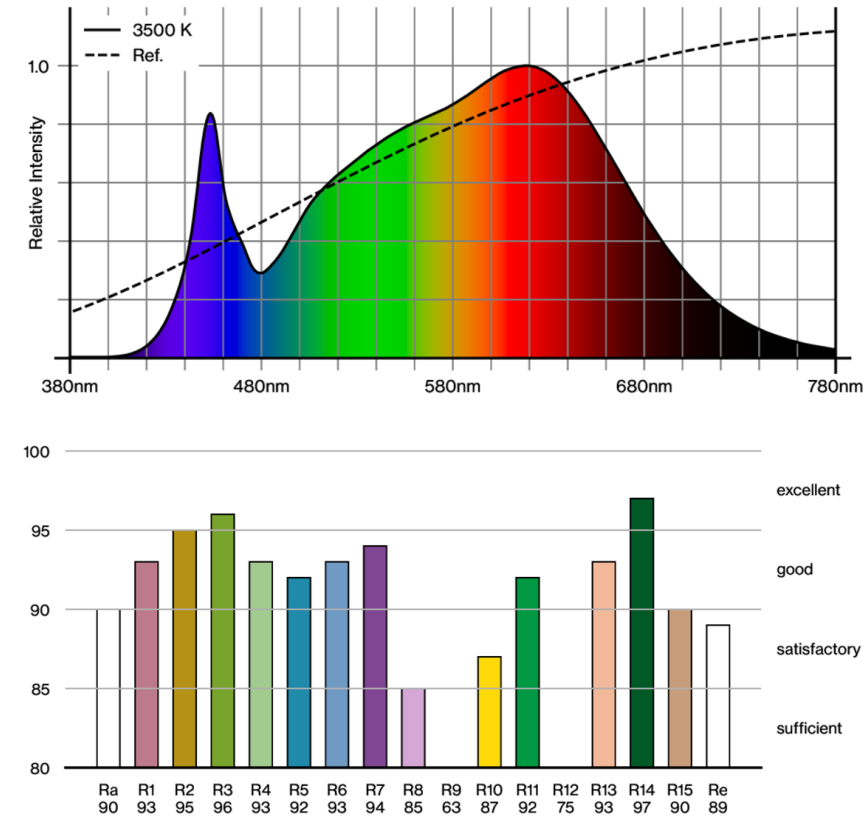 3500 K
Ref.
1.0
Relative Intensity
380nm 480nm 580nm 680nm 780nm
100
excellent
95
good
90
satisfactory
85
sufficient
80
Ra R1 R2 R3 R4 R5 R6 R7 R8 R9 R10 R11 R12 R13 R14 R15 Re
90 93 95 96 93 92 93 94 85 63 87 92 75 93 97 90 89